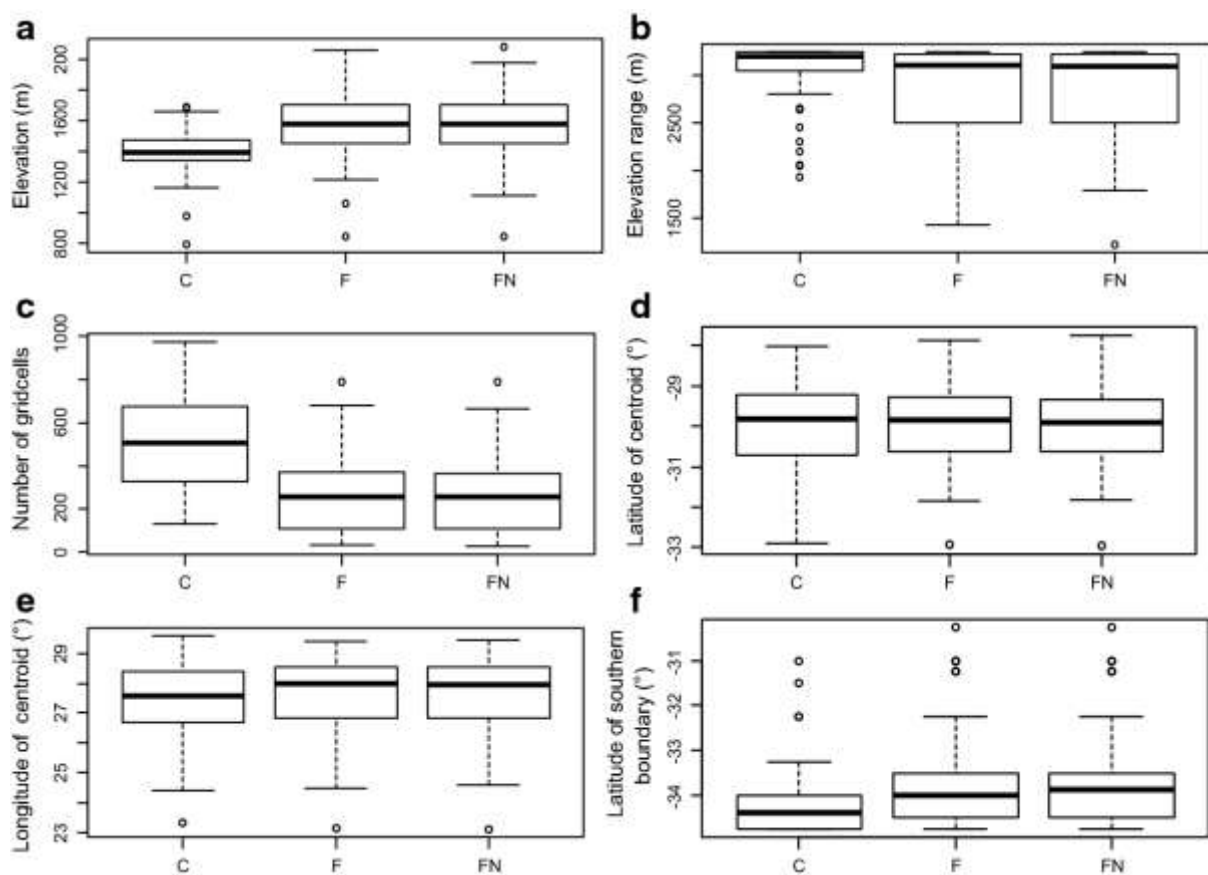 a
Elevation (m)
200
1600
1200
800
C F FN
b
Elevation range (m)
2500
1500
C F FN
c
Number of gridcells
1000
600
200
0
C F FN
d
Latitude of centroid (°)
-29
-31
-33
C F FN
e
Longitude of centroid (°)
29
27
25
23
C F FN
f
Latitude of southern
boundary (°)
-31
-32
-33
-34
C F FN